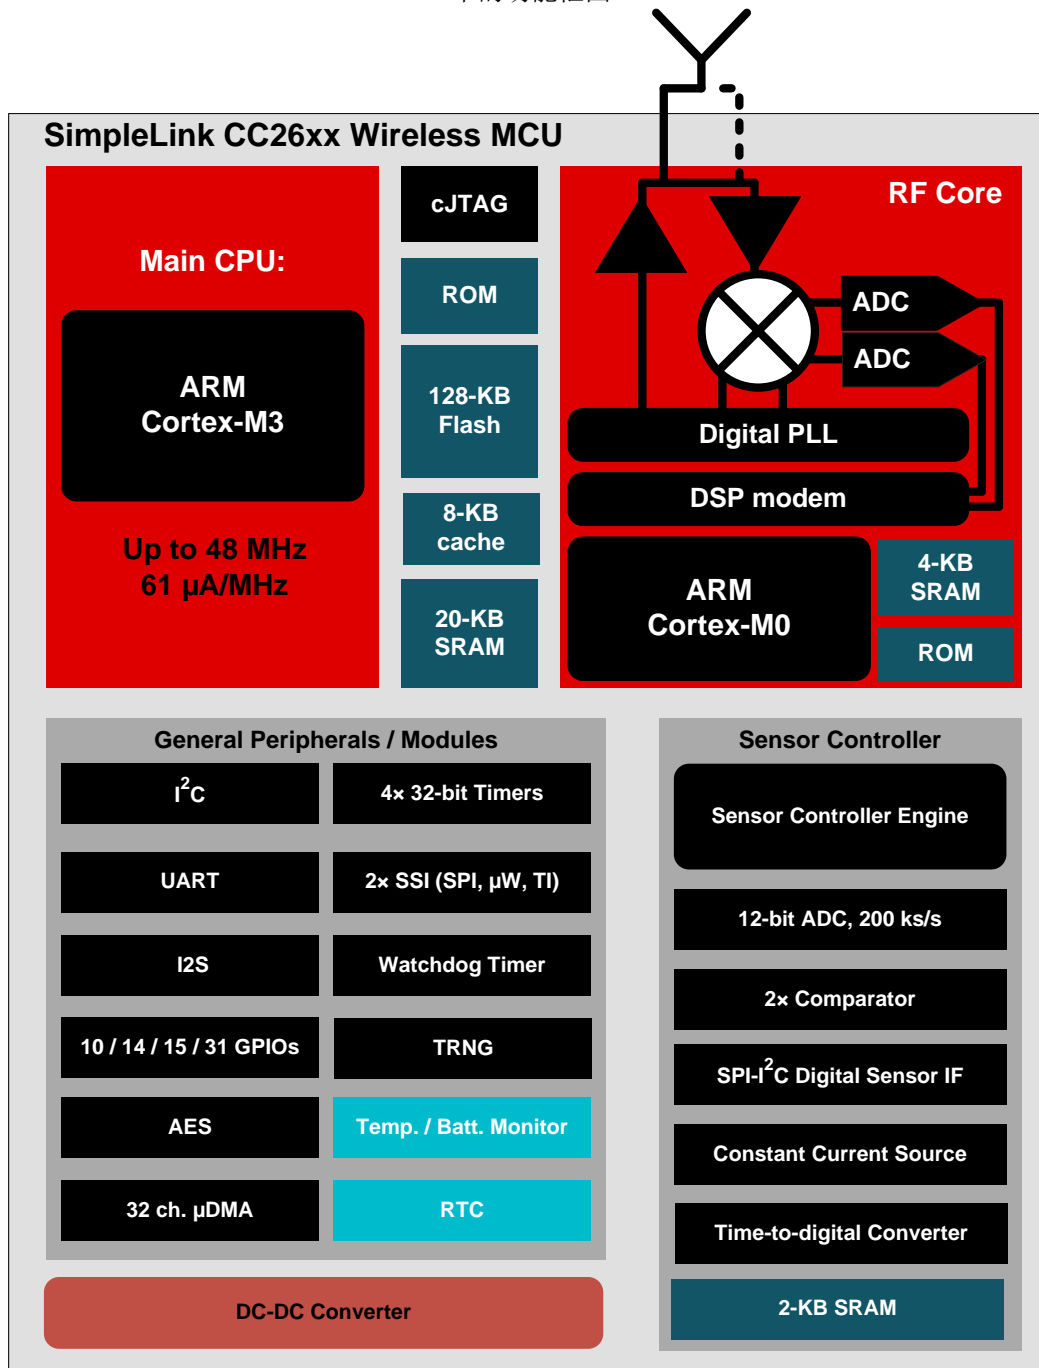 SimpleLink CC26xx Wireless MCU
Main CPU:
ARM
Cortex-M3
Up to 48 MHz
61 µA/MHz
cJTAG
ROM
128-KB
Flash
8-KB
cache
20-KB
SRAM
RF Core
ADC
ADC
Digital PLL
DSP modem
ARM
Cortex-M0
4-KB
SRAM
ROM
General Peripherals / Modules
I²C
4× 32-bit Timers
UART
2× SSI (SPI, µW, TI)
I2S
Watchdog Timer
10 / 14 / 15 / 31 GPIOs
TRNG
AES
Temp. / Batt. Monitor
32 ch. µDMA
RTC
Sensor Controller
Sensor Controller Engine
12-bit ADC, 200 ks/s
2× Comparator
SPI-I²C Digital Sensor IF
Constant Current Source
Time-to-digital Converter
2-KB SRAM
DC-DC Converter